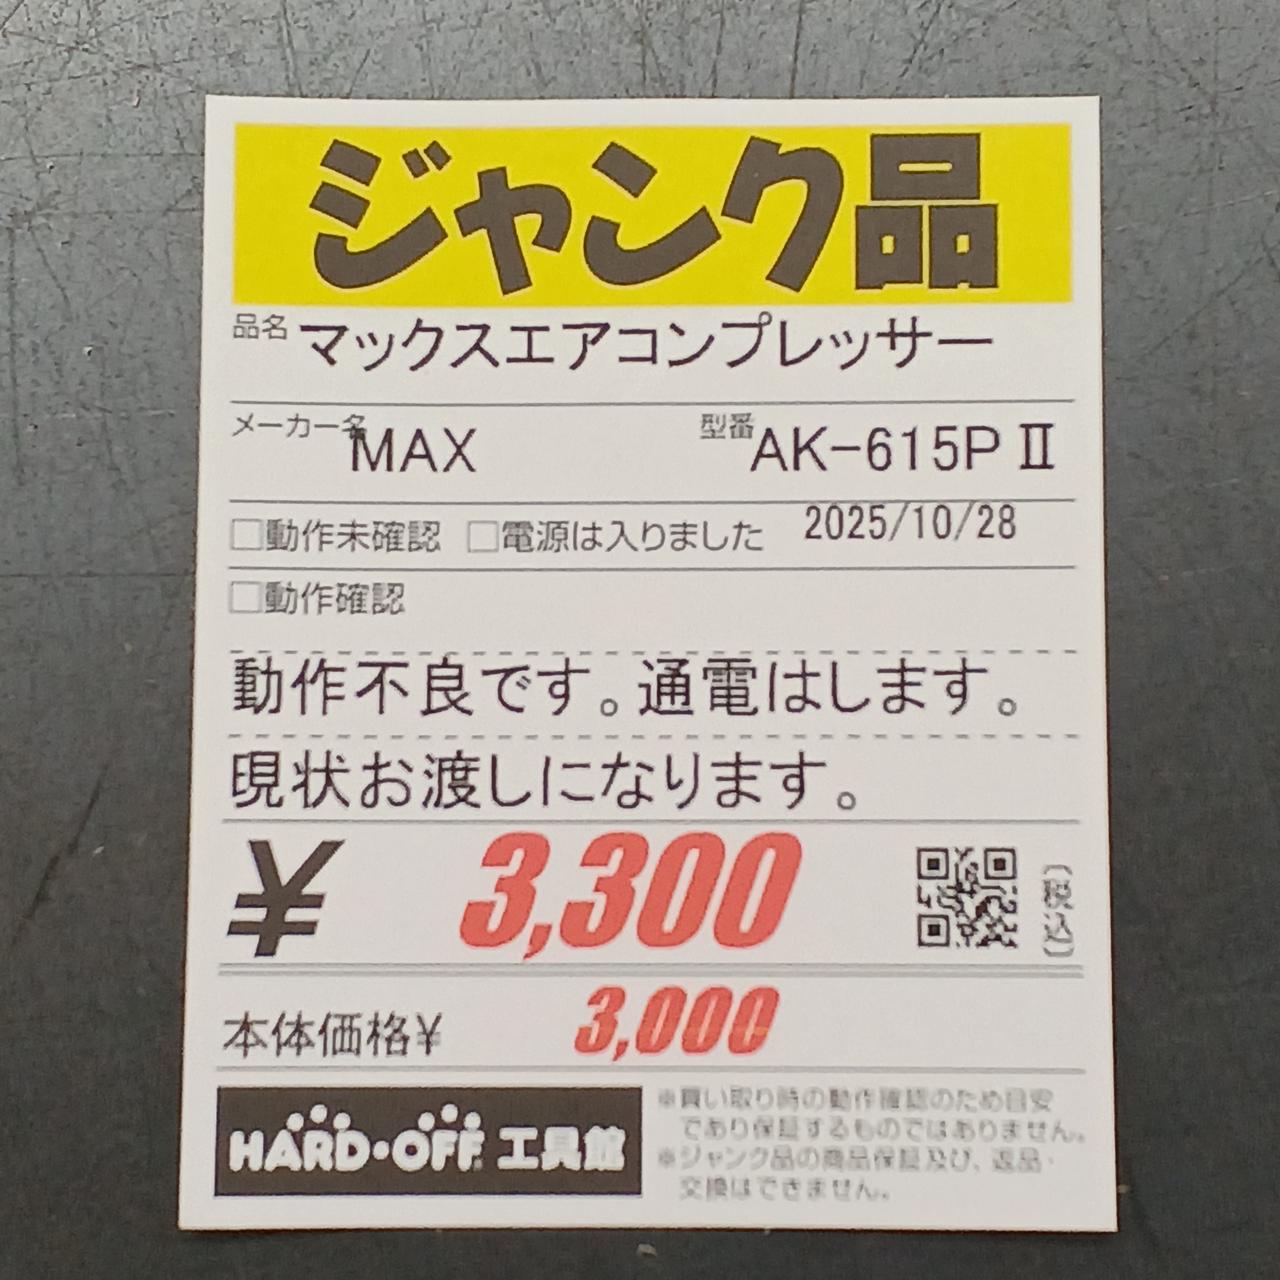 ジャンク品
品名 マックスエアコンプレッサー
メーカー名 MAX 型番 AK-615PⅡ
□動作未確認 □電源は入りました 2025/10/28
□動作確認
動作不良です。通電はします。
現状お渡しになります。
¥ 3,300 (税込)
本体価格¥ 3,000
HARD・OFF 工具館
※買い取り時の動作確認のため目安
であり保証するものではありません。
※ジャンク品の商品保証及び、返品・
交換はできません。